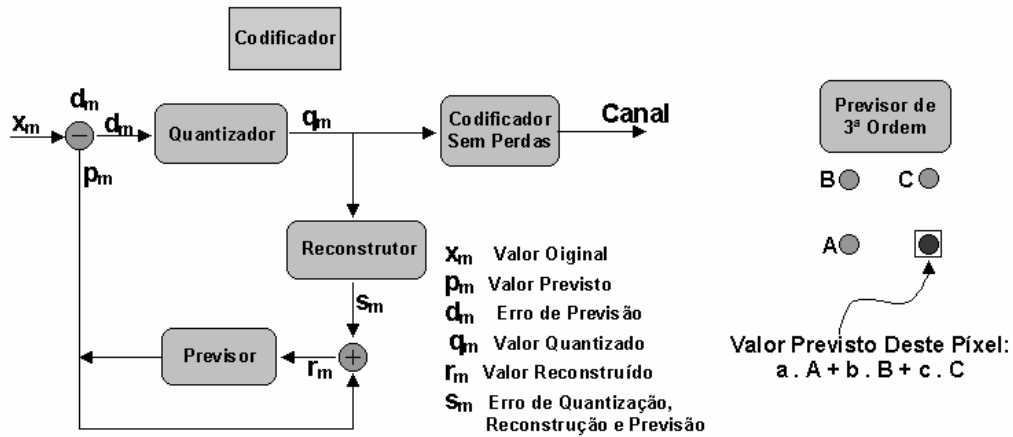 Codificador
xm
dm
dm
Quantizador
qm
Codificador
Sem Perdas
Canal
pm
Reconstrutor
sm
Previsor
rm
xm Valor Oiginal
pm Valor Previsto
dm Erro de Previsão
qm Valor Quantizado
rm Valor Reconstruído
sm Erro de Quantização,
Reconstrução e Previsão
Previsor de
3ª Ordem
B
C
A
Valor Previsto Deste Píxel:
a . A + b . B + c . C